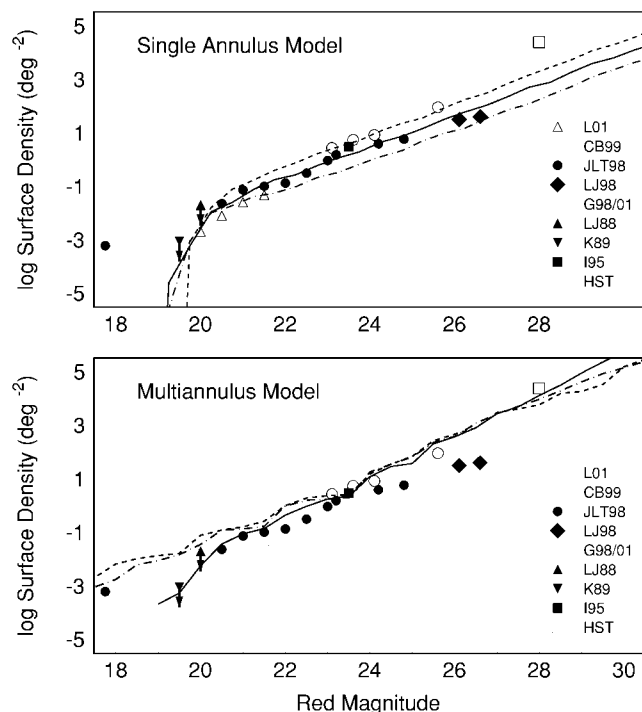 Single Annulus Model
log Surface Density (deg -2)
5
3
1
-1
-3
-5
18 20 22 24 26 28
L01
CB99
JLT98
LJ98
G98/01
LJ88
K89
I95
HST
Multiannulus Model
log Surface Density (deg -2)
5
3
1
-1
-3
-5
18 20 22 24 26 28 30
L01
CB99
JLT98
LJ98
G98/01
LJ88
K89
I95
HST
Red Magnitude